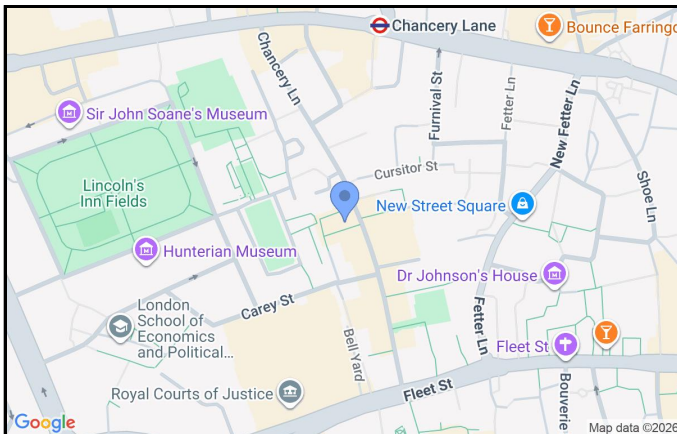 Chancery Lane
Bounce Farringo
Chancery Ln
Sir John Soane's Museum
Furnival St
Fetter Ln
New Fetter Ln
Shoe Ln
Cursitor St
Lincoln's
Inn Fields
New Street Square
Hunterian Museum
Dr Johnson's House
Carey St
London
School of
Economics
and Political...
Bell Yard
Fetter Ln
Fleet St
Royal Courts of Justice
Fleet St
Bouverie
Google
Map data ©2026